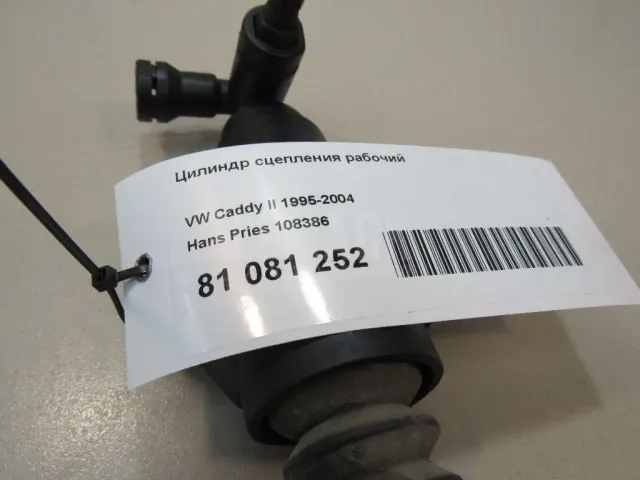 Цилиндр сцепления рабочий
VW Caddy II 1995-2004
Hans Pries 108386
81 081 252